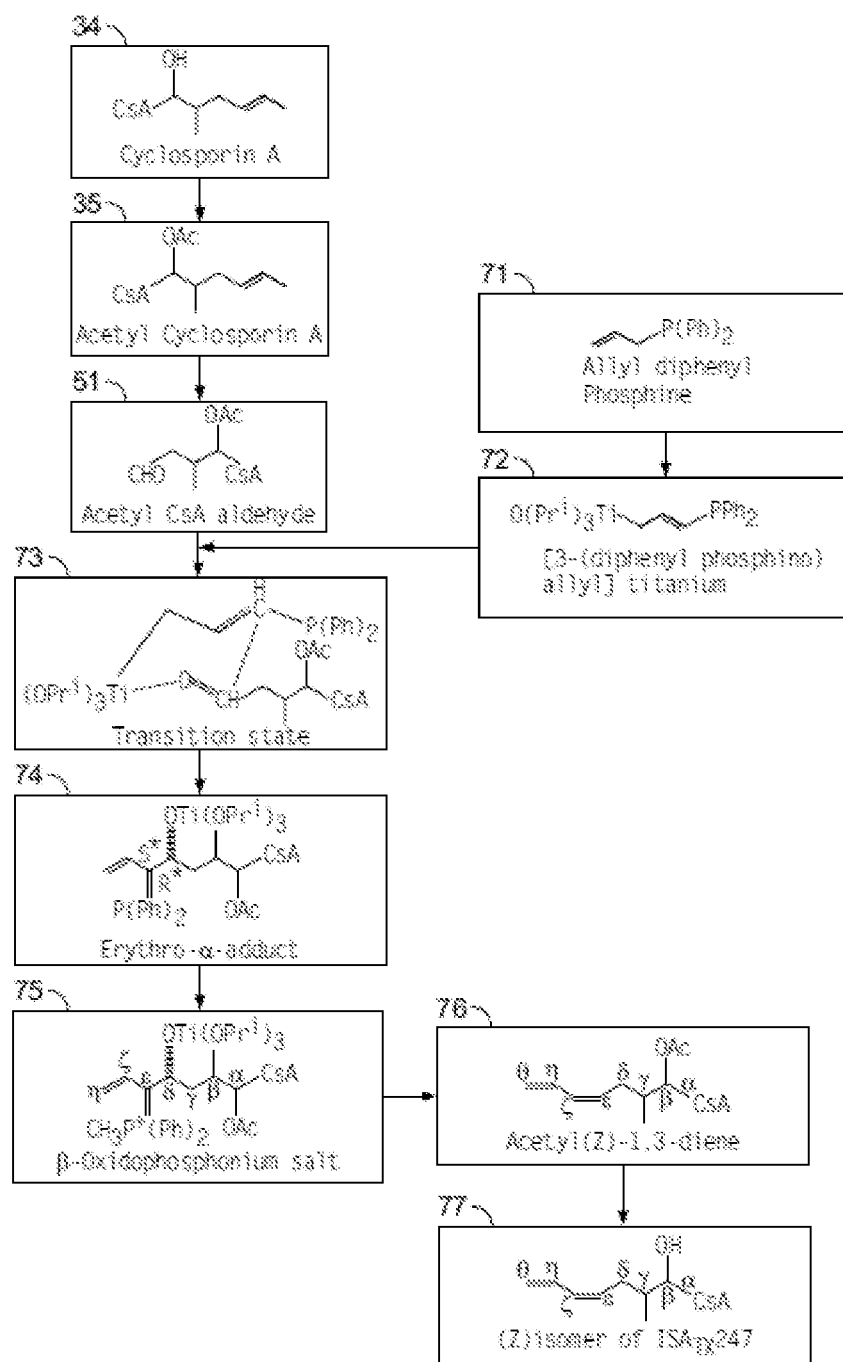 34
OH
CsA
Cyclosporin A
35
OAc
CsA
Acetyl Cyclosporin A
51
OAc
CHO
CsA
Acetyl CsA aldehyde
71
P(Ph)2
Allyl diphenyl
Phosphine
72
O(Pri)3Ti
PPh2
[3-(diphenyl phosphino)
allyl] titanium
73
H
C
P(Ph)2
OAc
O
(OPri)3Ti
CH
CsA
Transition state
74
OTi(OPri)3
S*
CsA
R*
P(Ph)2
OAc
Erythro-α-adduct
75
OTi(OPri)3
ζ
CsA
η
ε
δ
γ
β
α
CH3P+(Ph)2
OAc
β-Oxidophosphonium salt
76
OAc
θ
η
δ
γ
α
ζ
ε
β
CsA
Acetyl(Z)-1,3-diene
77
OH
θ
η
δ
γ
α
ζ
ε
β
CsA
(Z)isomer of ISATX247